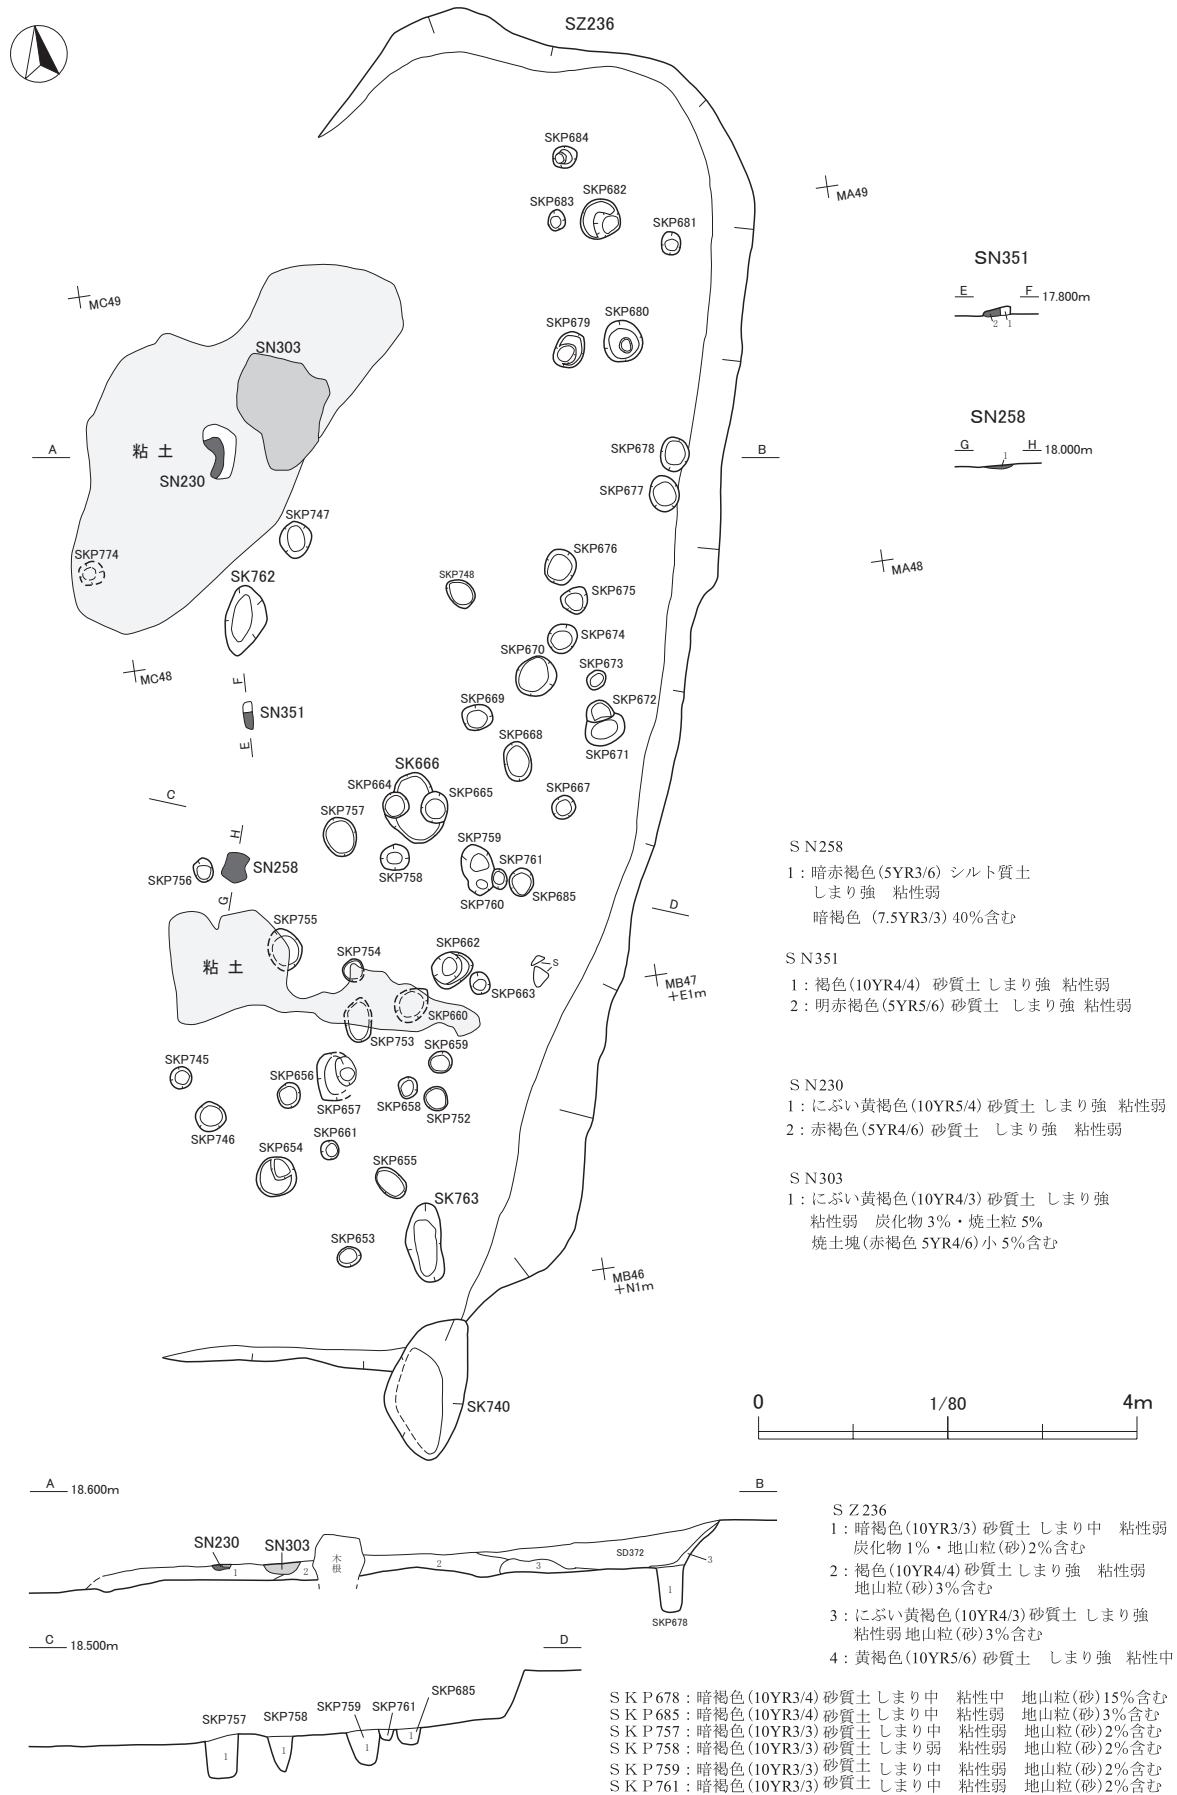 SZ236
SKP684
SKP682
SKP683
SKP681
MA49
SN351
E F 17.800m
2 1
MC49
SKP680
SKP679
SN303
SN258
G H 18.000m
1
A
粘土
SN230
SKP678
B
SKP677
SKP747
SKP774
SKP676
SK762
SKP748
SKP675
MA48
SKP674
SKP670
SKP673
MC48
F
SKP669
SKP672
SN351
E
SKP668
SKP671
SK666
SKP664
SKP665
SKP667
C
SKP757
H
SKP759
SN258
SKP761
SKP756
SKP758
SKP760
SKP685
G
D
SKP755
粘土
SKP754
SKP662
S
SKP663
MB47
+E1m
SKP660
SKP753
SKP659
SKP745
SKP656
SKP657
SKP658
SKP752
SKP746
SKP661
SKP654
SKP655
SK763
SKP653
MB46
+N1m
SK740
ＳＮ258
1：暗赤褐色(5YR3/6) シルト質土
しまり強 粘性弱
暗褐色 (7.5YR3/3) 40％含む
ＳＮ351
1：褐色(10YR4/4) 砂質土 しまり強 粘性弱
2：明赤褐色(5YR5/6) 砂質土 しまり強 粘性弱
ＳＮ230
1：にぶい黄褐色(10YR5/4) 砂質土 しまり強 粘性弱
2：赤褐色(5YR4/6) 砂質土 しまり強 粘性弱
ＳＮ303
1：にぶい黄褐色(10YR4/3) 砂質土 しまり強
粘性弱 炭化物 3％・焼土粒 5％
焼土塊(赤褐色 5YR4/6)小 5％含む
0 1/80 4m
A 18.600m B
SN230
SN303
木根
1
2
2
3
SD372
3
1
SKP678
C 18.500m D
SKP757
SKP758
SKP759
SKP761
SKP685
1
1
1
1
1
ＳＺ236
1：暗褐色(10YR3/3) 砂質土 しまり中 粘性弱
炭化物 1％・地山粒(砂)2％含む
2：褐色(10YR4/4) 砂質土 しまり強 粘性弱
地山粒(砂)3％含む
3：にぶい黄褐色(10YR4/3) 砂質土 しまり強
粘性弱 地山粒(砂)3％含む
4：黄褐色(10YR5/6) 砂質土 しまり強 粘性中
ＳＫＰ678：暗褐色(10YR3/4) 砂質土 しまり中 粘性中 地山粒(砂)15％含む
ＳＫＰ685：暗褐色(10YR3/4) 砂質土 しまり中 粘性弱 地山粒(砂)3％含む
ＳＫＰ757：暗褐色(10YR3/3) 砂質土 しまり中 粘性弱 地山粒(砂)2％含む
ＳＫＰ758：暗褐色(10YR3/3) 砂質土 しまり弱 粘性弱 地山粒(砂)2％含む
ＳＫＰ759：暗褐色(10YR3/3) 砂質土 しまり中 粘性弱 地山粒(砂)2％含む
ＳＫＰ761：暗褐色(10YR3/3) 砂質土 しまり中 粘性弱 地山粒(砂)2％含む